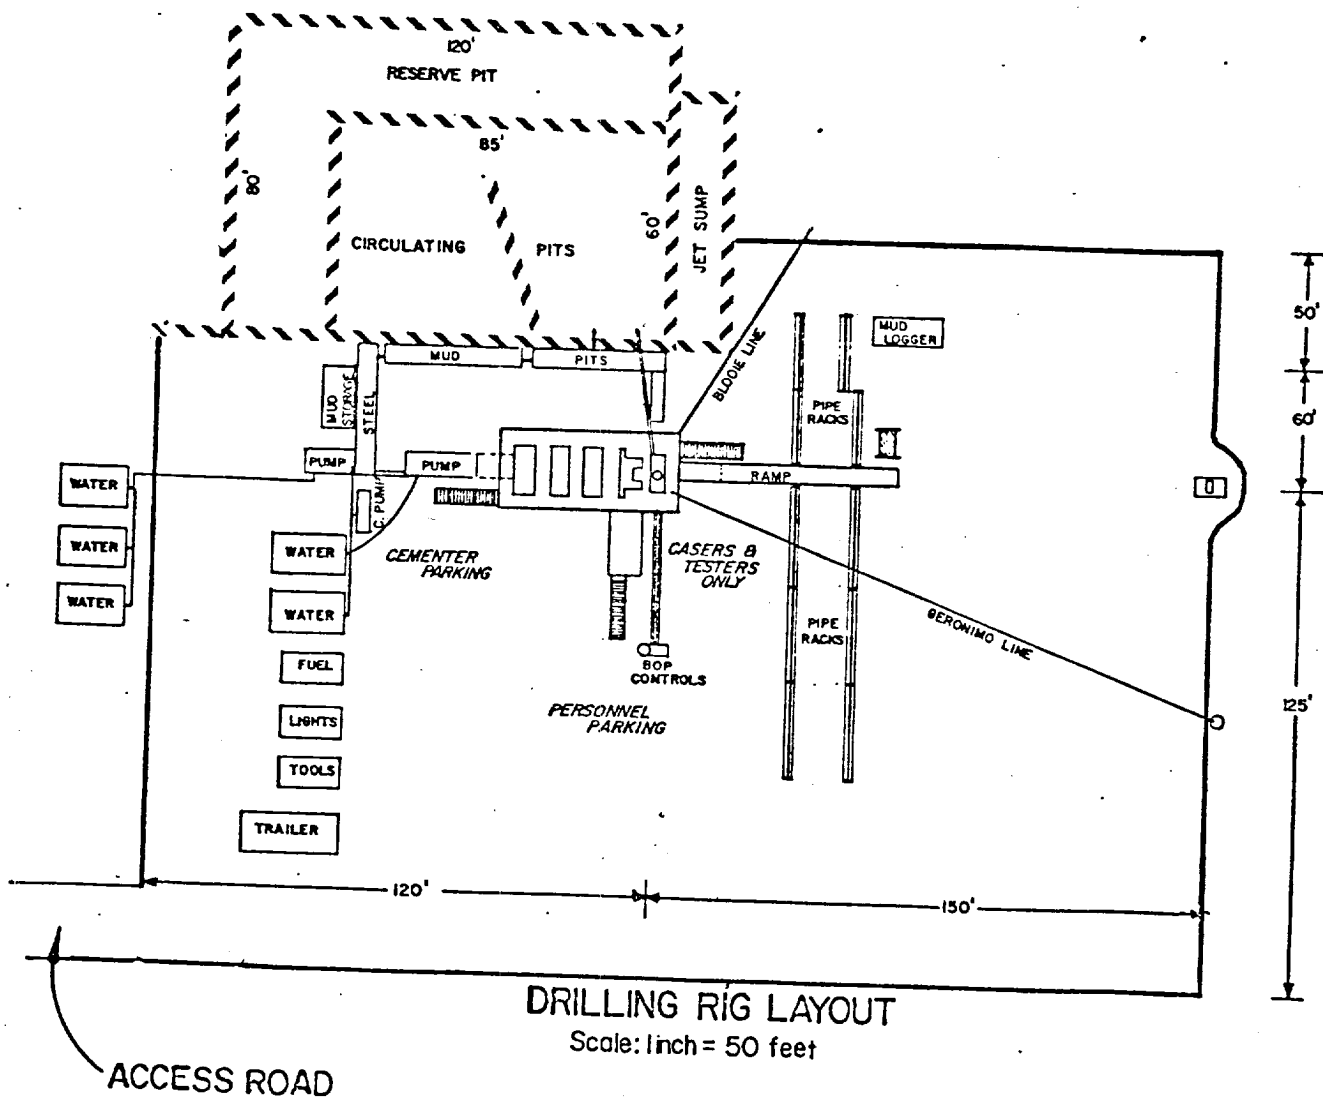 120'
RESERVE PIT
85'
80'
60'
CIRCULATING
PITS
JET SUMP
50'
MUD
LOGGER
MUD
PITS
BLOOIE LINE
MUD
STORAGE
STEEL
PIPE
RACKS
60'
PUMP
PUMP
RAMP
WATER
C. PUMP
WATER
CEMENTER
PARKING
CASERS &
TESTERS
ONLY
WATER
WATER
WATER
GERONIMO LINE
PIPE
RACKS
FUEL
BOP
CONTROLS
LIGHTS
PERSONNEL
PARKING
125'
TOOLS
TRAILER
120'
150'
DRILLING RIG LAYOUT
Scale: 1 inch = 50 feet
ACCESS ROAD